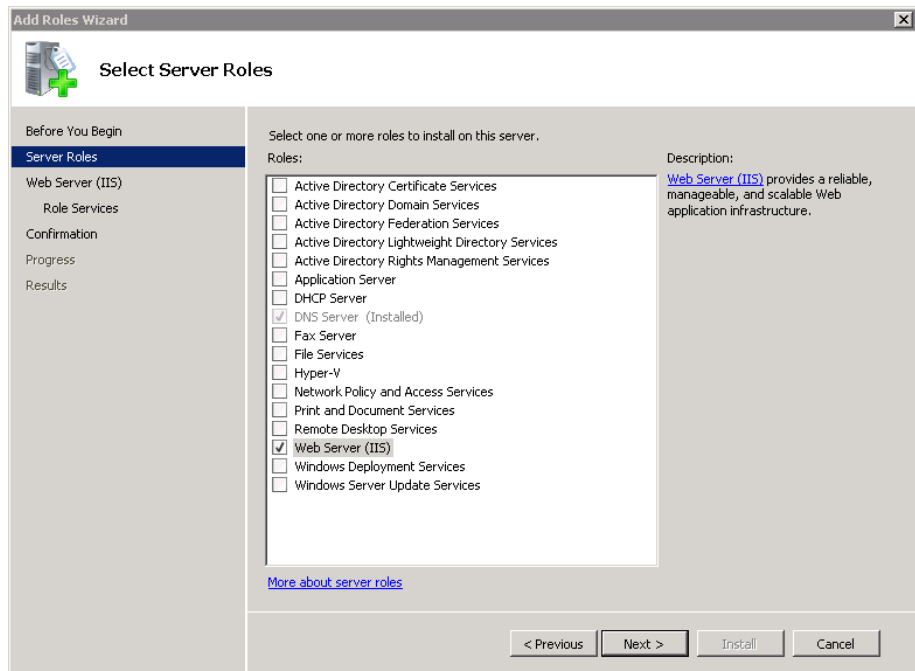 Add Roles Wizard
Select Server Roles
Before You Begin
Server Roles
Web Server (IIS)
Role Services
Confirmation
Progress
Results
Select one or more roles to install on this server.
Roles:
Active Directory Certificate Services
Active Directory Domain Services
Active Directory Federation Services
Active Directory Lightweight Directory Services
Active Directory Rights Management Services
Application Server
DHCP Server
DNS Server (Installed)
Fax Server
File Services
Hyper-V
Network Policy and Access Services
Print and Document Services
Remote Desktop Services
Web Server (IIS)
Windows Deployment Services
Windows Server Update Services
More about server roles
Description:
Web Server (IIS) provides a reliable,
manageable, and scalable Web
application infrastructure.
< Previous
Next >
Install
Cancel